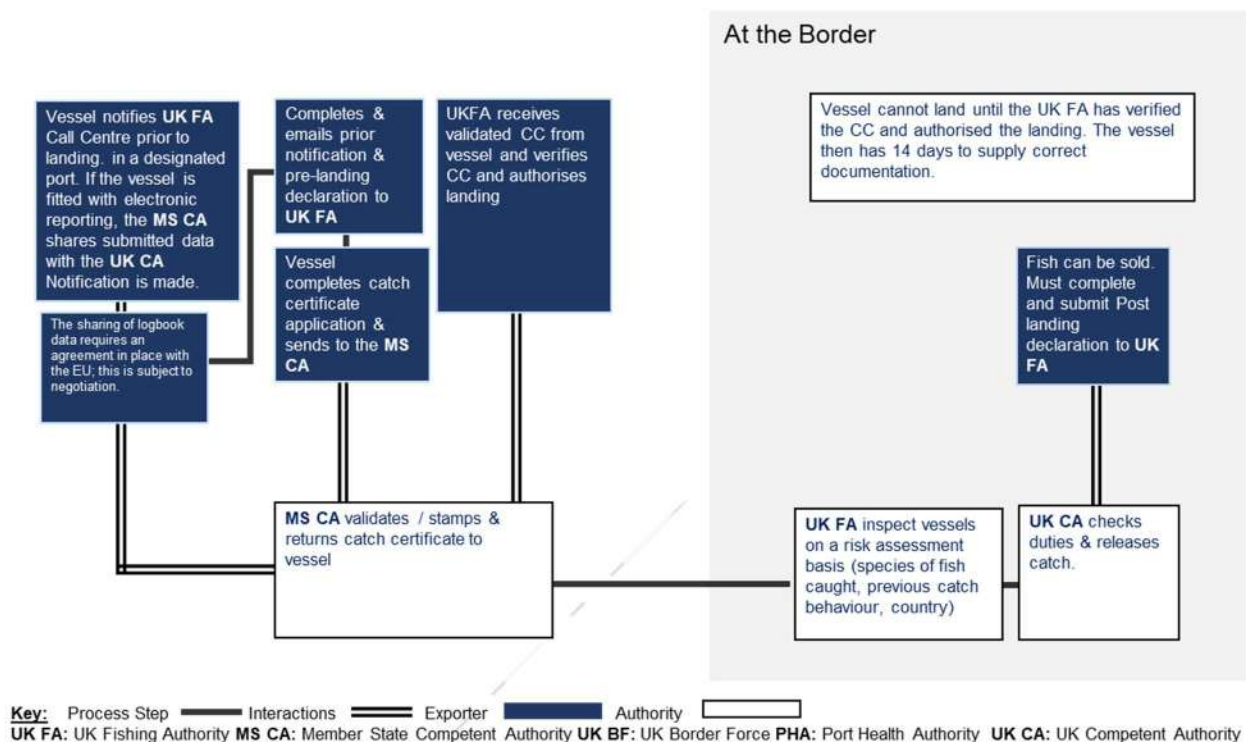 At the Border
Vessel notifies UK FA
Call Centre prior to
landing. in a designated
port. If the vessel is
fitted with electronic
reporting, the MS CA
shares submitted data
with the UK CA
Notification is made.
The sharing of logbook
data requires an
agreement in place with
the EU; this is subject to
negotiation.
Completes &
emails prior
notification &
pre-landing
declaration to
UK FA
Vessel
completes catch
certificate
application &
sends to the MS
CA
UKFA receives
validated CC from
vessel and verifies
CC and authorises
landing
Vessel cannot land until the UK FA has verified
the CC and authorised the landing. The vessel
then has 14 days to supply correct
documentation.
Fish can be sold.
Must complete
and submit Post
landing
declaration to UK
FA
MS CA validates / stamps &
returns catch certificate to
vessel
UK FA inspect vessels
on a risk assessment
basis (species of fish
caught, previous catch
behaviour, country)
UK CA checks
duties & releases
catch.
Key: Process Step Interactions Exporter Authority
UK FA: UK Fishing Authority MS CA: Member State Competent Authority UK BF: UK Border Force PHA: Port Health Authority UK CA: UK Competent Authority